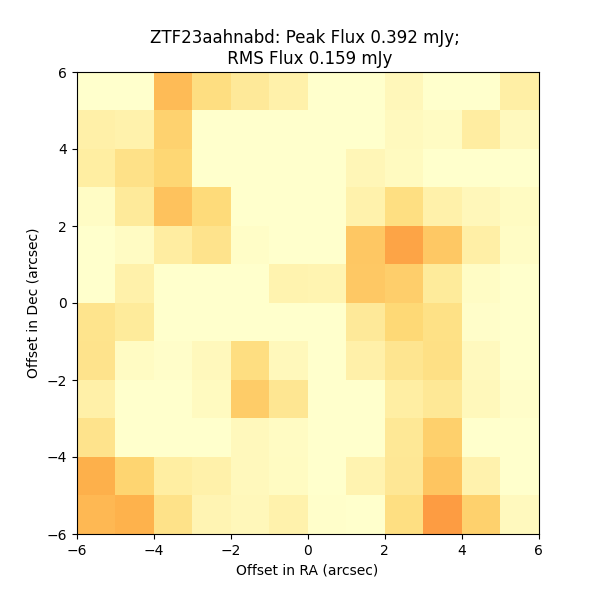 ZTF23aahnabd: Peak Flux 0.392 mJy;
RMS Flux 0.159 mJy
6
4
2
0
−2
−4
−6
Offset in Dec (arcsec)
−6 −4 −2 0 2 4 6
Offset in RA (arcsec)